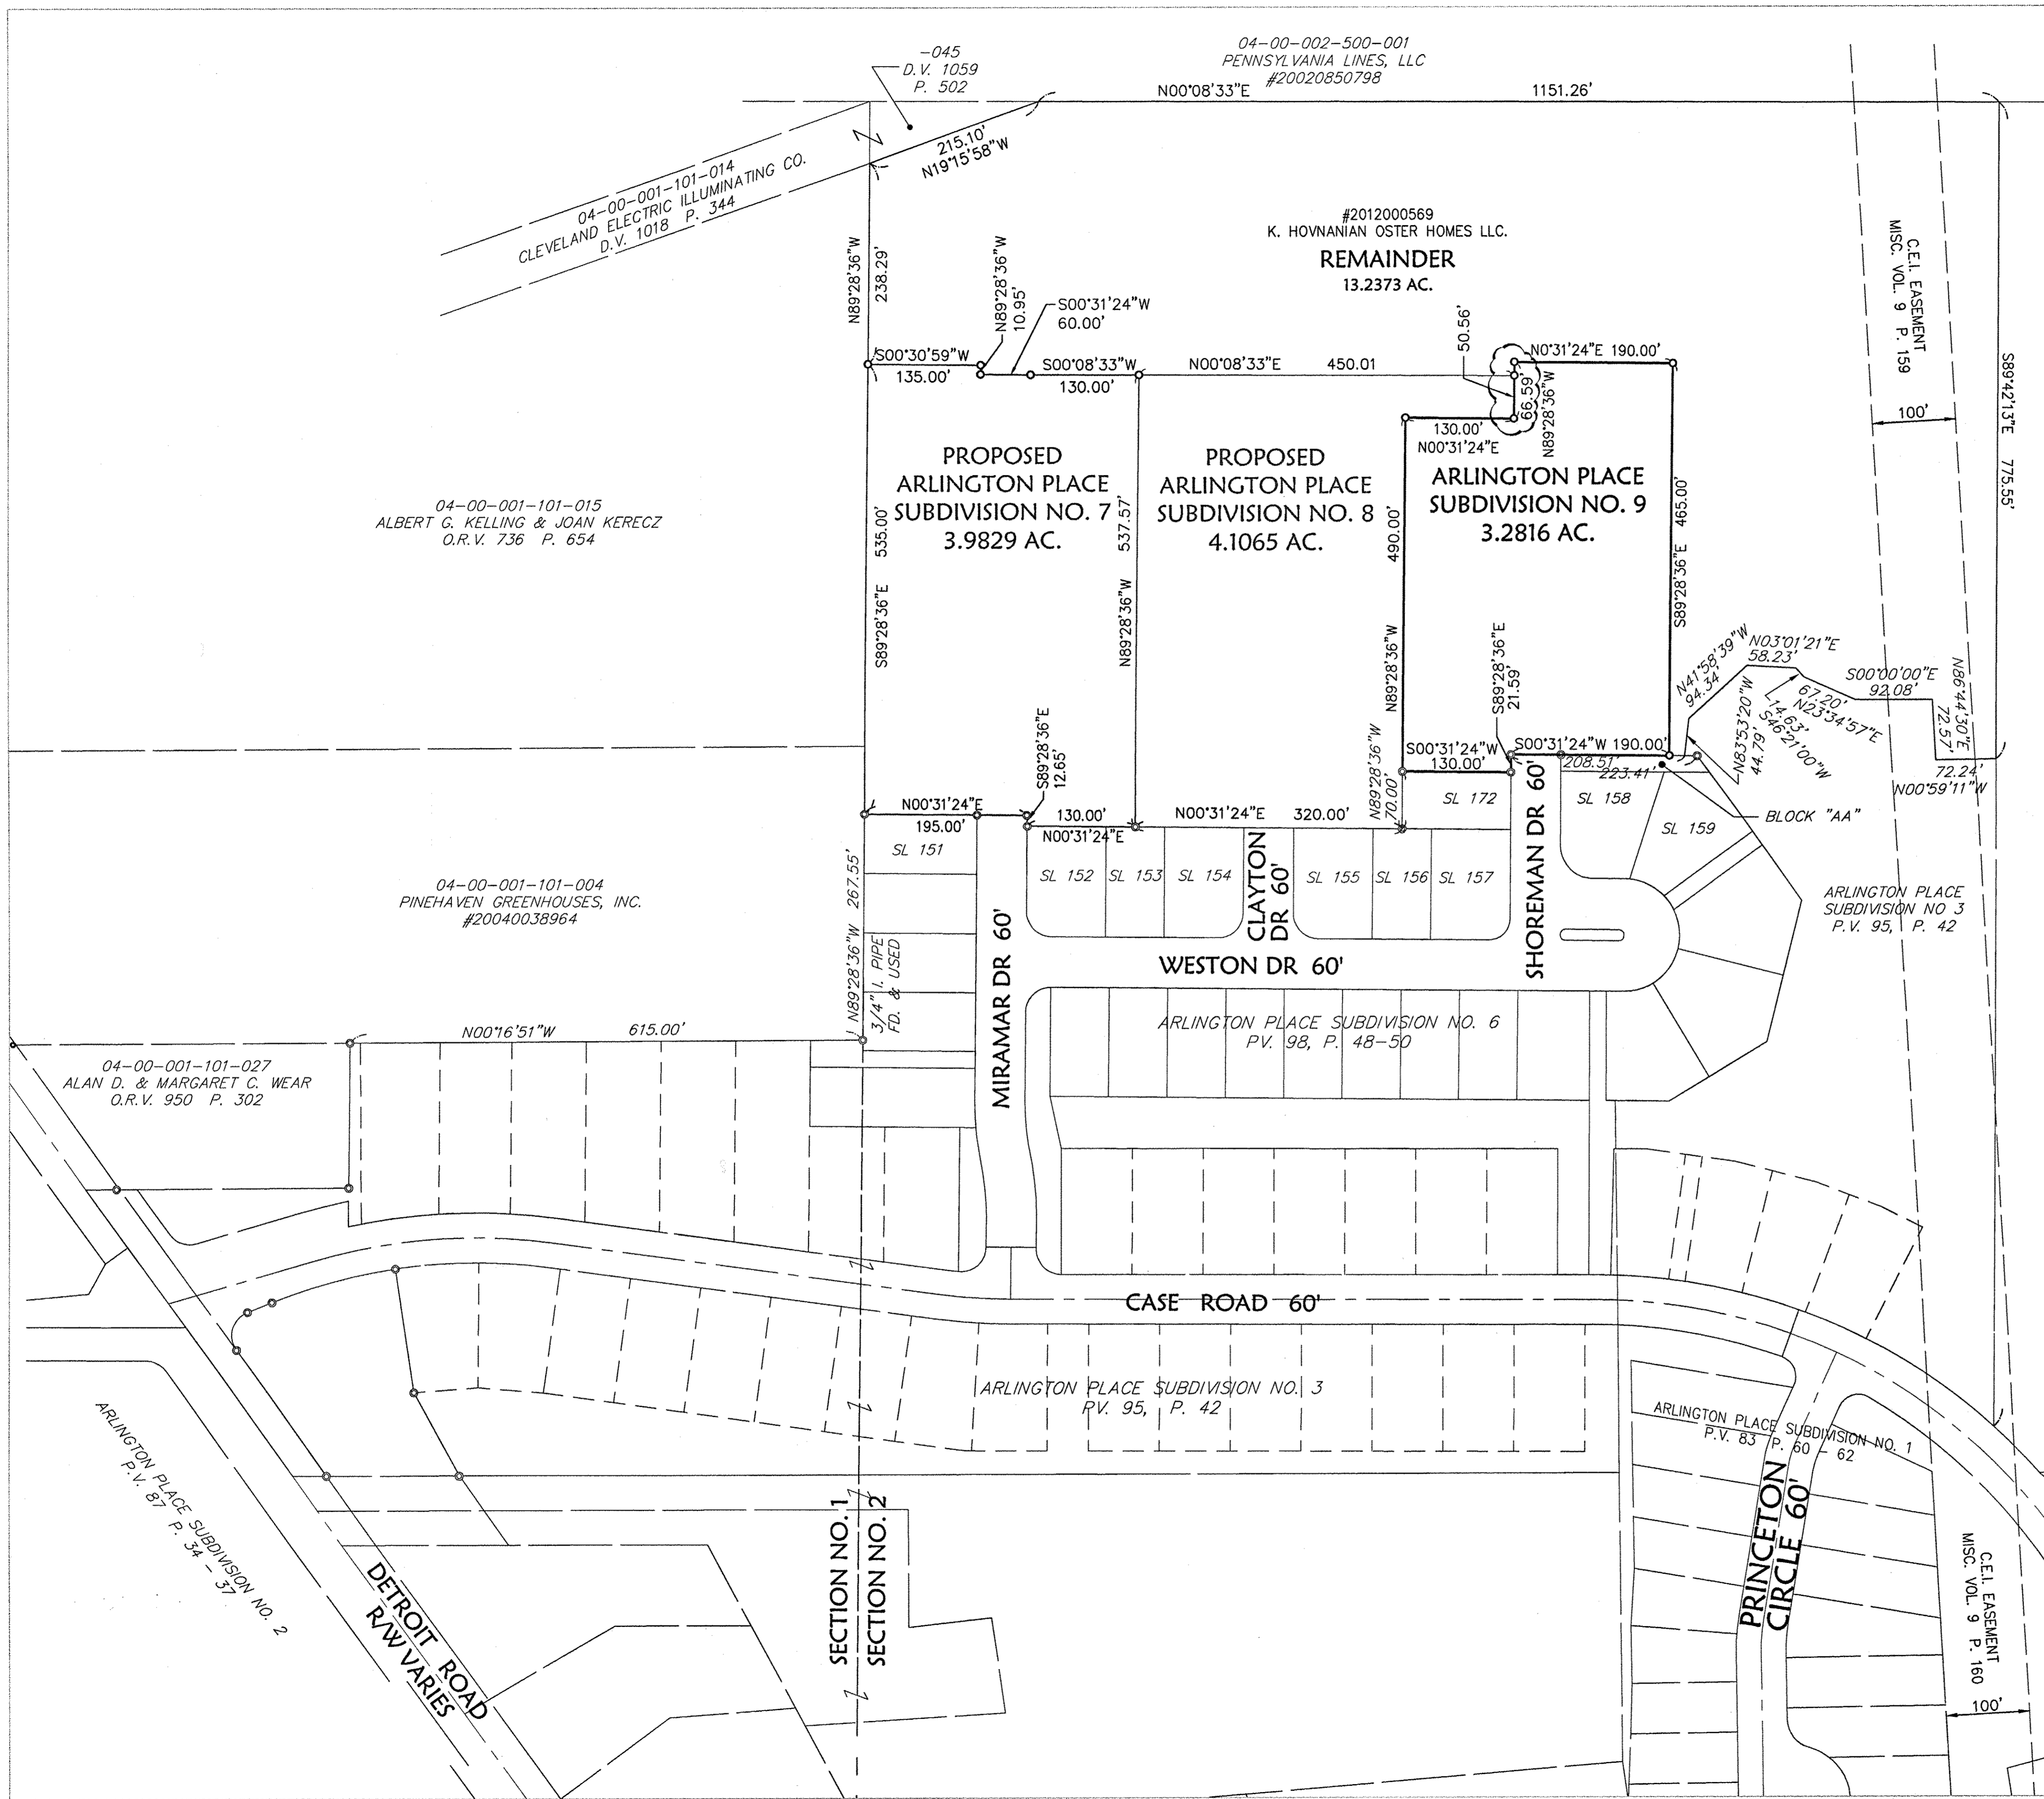 -045
D.V. 1059
P. 502
04-00-002-500-001
PENNSYLVANIA LINES, LLC
#20020850798
N00°08'33"E
1151.26'
215.10'
N19°15'58"W
04-00-001-101-014
CLEVELAND ELECTRIC ILLUMINATING CO.
D.V. 1018 P. 344
#2012000569
K. HOVNANIAN OSTER HOMES LLC.
REMAINDER
13.2373 AC.
C.E.I. EASEMENT
MISC. VOL. 9 P. 159
100'
S89°42'13"E 775.55'
N89°28'36"W
238.29'
N89°28'36"W
10.95'
S00°31'24"W
60.00'
50.56'
S00°30'59"W
135.00'
S00°08'33"W
130.00'
N00°08'33"E
450.01
N0°31'24"E 190.00'
66.59'
N89°28'36"W
130.00'
N00°31'24"E
PROPOSED
ARLINGTON PLACE
SUBDIVISION NO. 7
3.9829 AC.
PROPOSED
ARLINGTON PLACE
SUBDIVISION NO. 8
4.1065 AC.
ARLINGTON PLACE
SUBDIVISION NO. 9
3.2816 AC.
04-00-001-101-015
ALBERT G. KELLING & JOAN KERECZ
O.R.V. 736 P. 654
S89°28'36"E 535.00'
N89°28'36"W 537.57'
N89°28'36"W 490.00'
S89°28'36"E 465.00'
S89°28'36"E
21.59'
N41°58'39"W
94.34'
N03°01'21"E
58.23'
S00°00'00"E
92.08'
N86°44'30"E
72.57'
67.20'
N23°34'57"E
14.63'
S46°21'00"W
N83°53'20"W
44.79'
72.24'
N00°59'11"W
S89°28'36"E
12.65'
S00°31'24"W
130.00'
S00°31'24"W 190.00'
208.51'
223.41'
N89°28'36"W
70.00'
N00°31'24"E
195.00'
130.00'
N00°31'24"E
N00°31'24"E
320.00'
SL 172
SL 158
SL 159
BLOCK "AA"
SL 151
SL 152
SL 153
SL 154
SL 155
SL 156
SL 157
CLAYTON
DR 60'
SHOREMAN DR 60'
MIRAMAR DR 60'
WESTON DR 60'
04-00-001-101-004
PINEHAVEN GREENHOUSES, INC.
#20040038964
N89°28'36"W 267.55'
3/4" I. PIPE
FD. & USED
ARLINGTON PLACE
SUBDIVISION NO 3
P.V. 95, P. 42
ARLINGTON PLACE SUBDIVISION NO. 6
PV. 98, P. 48-50
N00°16'51"W
615.00'
04-00-001-101-027
ALAN D. & MARGARET C. WEAR
O.R.V. 950 P. 302
CASE ROAD 60'
ARLINGTON PLACE SUBDIVISION NO. 3
PV. 95, P. 42
ARLINGTON PLACE SUBDIVISION NO. 1
P.V. 83 P. 60 - 62
ARLINGTON PLACE SUBDIVISION NO. 2
P.V. 87 P. 34 - 37
DETROIT ROAD
R/W VARIES
SECTION NO. 1
SECTION NO. 2
PRINCETON
CIRCLE 60'
C.E.I. EASEMENT
MISC. VOL. 9 P. 160
100'